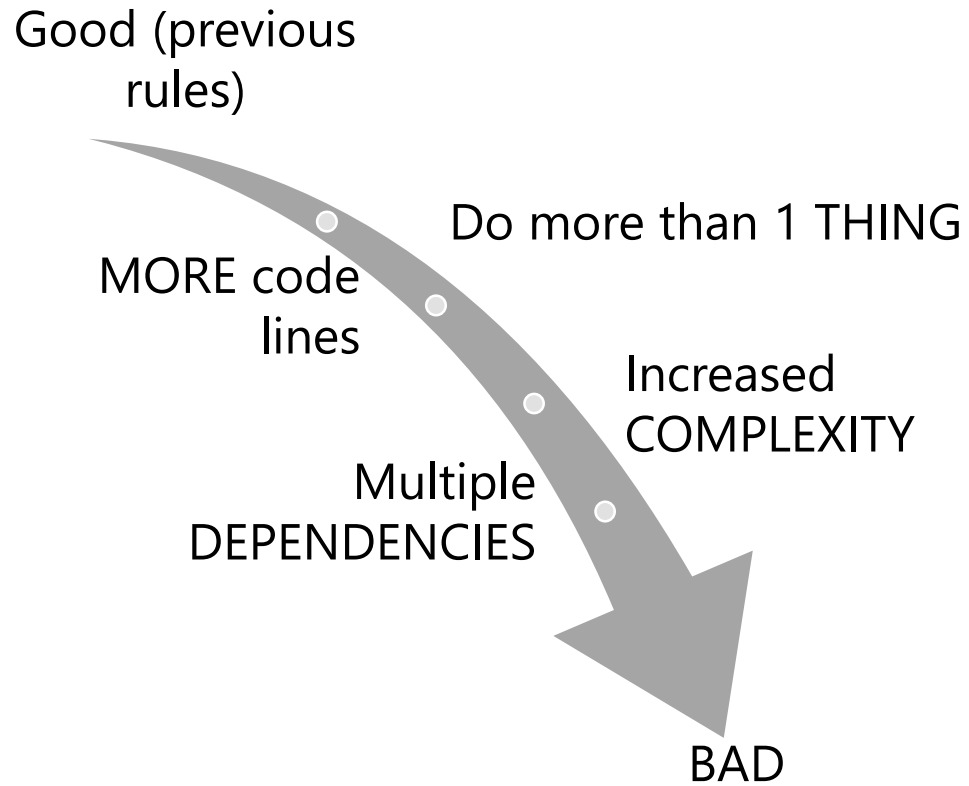 Good (previous
rules)
Do more than 1 THING
MORE code
lines
Increased
COMPLEXITY
Multiple
DEPENDENCIES
BAD